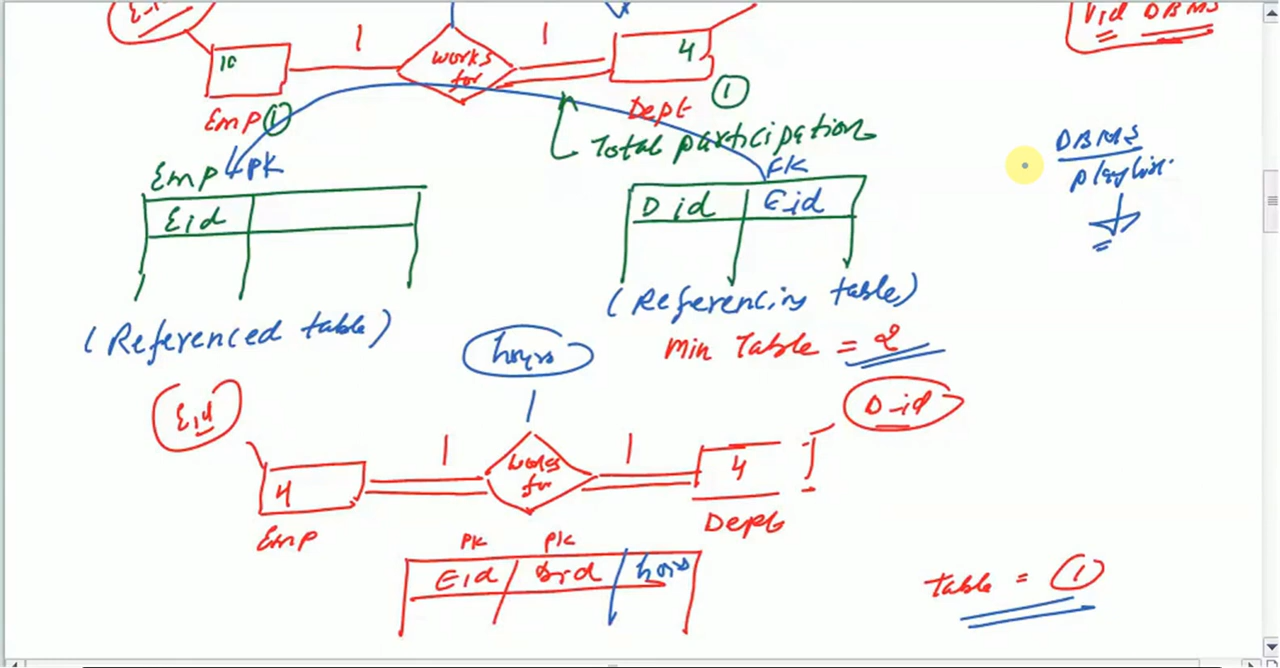 1 1
works
10 for 4
Vid DBMS
Emp ① Dept ①
Total participation
DBMS
playlist
Emp PK FK
Eid Did Eid
(Referenced table) (Referencing table)
hours min Table = 2
Eid D-id
1 works 1
4 for 4
Emp Dept
PK PK
Eid Did hours
table = ①